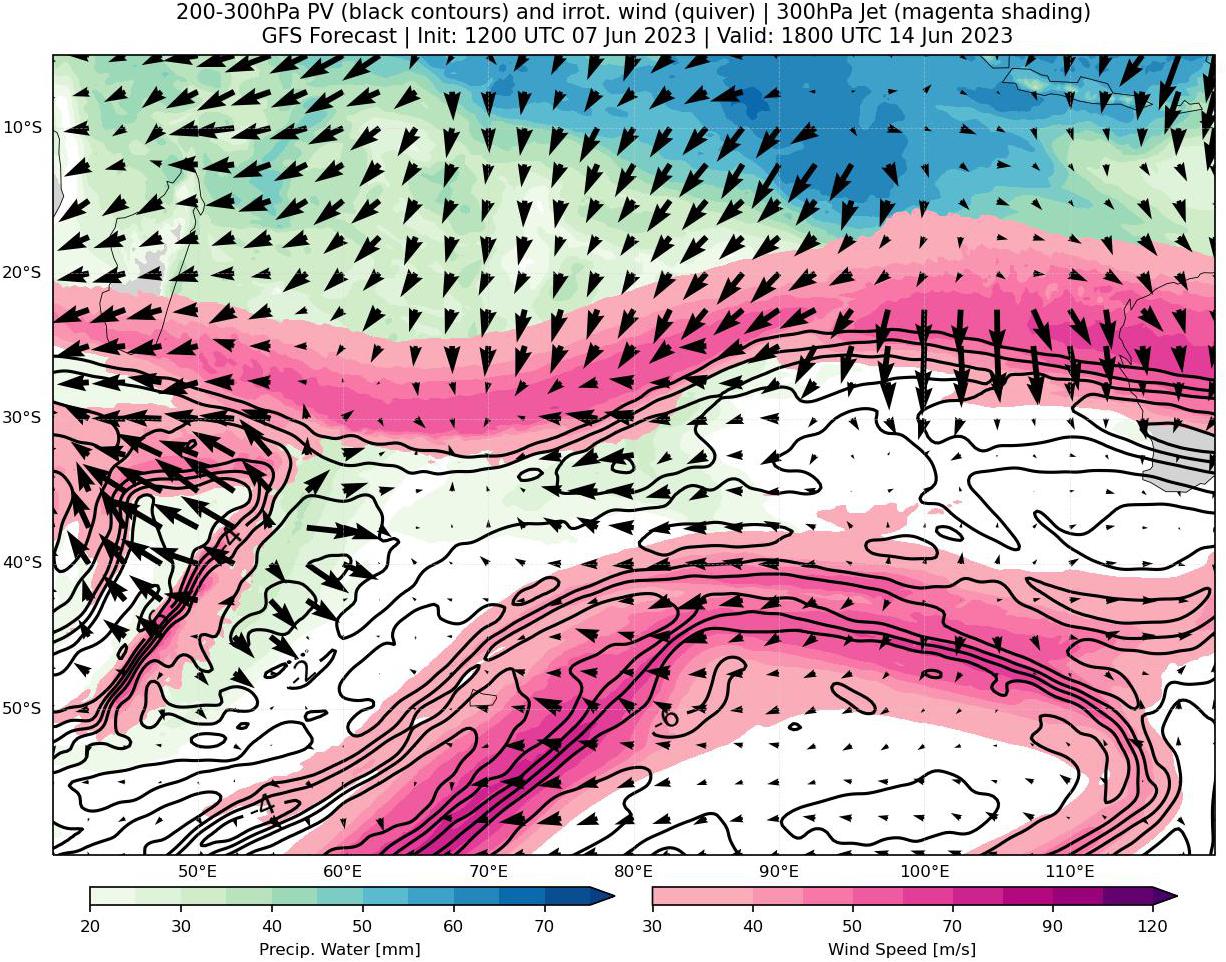 200-300hPa PV (black contours) and irrot. wind (quiver) | 300hPa Jet (magenta shading)
GFS Forecast | Init: 1200 UTC 07 Jun 2023 | Valid: 1800 UTC 14 Jun 2023
10°S
20°S
30°S
40°S
50°S
-4
-2
-6
-4
50°E
60°E
70°E
80°E
90°E
100°E
110°E
20
30
40
50
60
70
Precip. Water [mm]
30
40
50
70
90
120
Wind Speed [m/s]